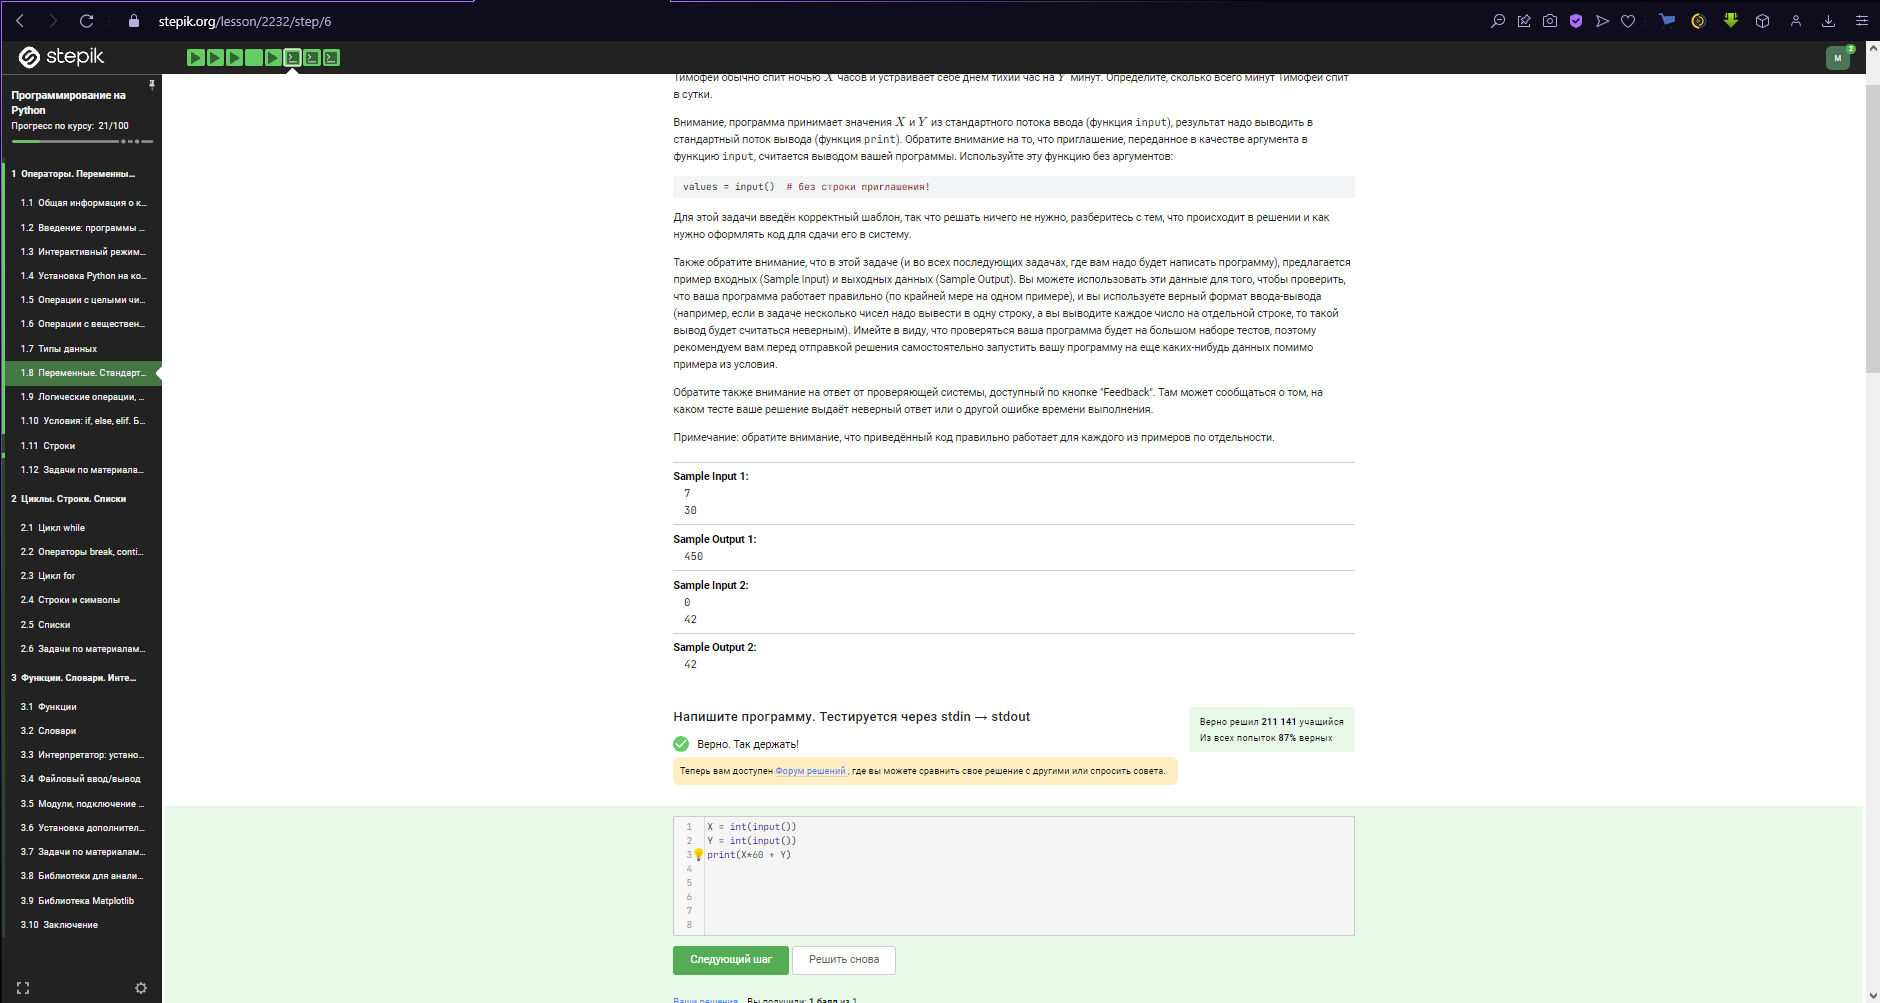 stepik.org/lesson/2232/step/6
stepik
M
2
Программирование на
Python
Прогресс по курсу: 21/100
1 Операторы. Переменны...
1.1 Общая информация о к...
1.2 Введение: программы ...
1.3 Интерактивный режим...
1.4 Установка Python на ко...
1.5 Операции с целыми чи...
1.6 Операции с веществен...
1.7 Типы данных
1.8 Переменные. Стандарт...
1.9 Логические операции, ...
1.10 Условия: if, else, elif. Б...
1.11 Строки
1.12 Задачи по материала...
2 Циклы. Строки. Списки
2.1 Цикл while
2.2 Операторы break, conti...
2.3 Цикл for
2.4 Строки и символы
2.5 Списки
2.6 Задачи по материалам...
3 Функции. Словари. Инте...
3.1 Функции
3.2 Словари
3.3 Интерпретатор: устано...
3.4 Файловый ввод/вывод
3.5 Модули, подключение ...
3.6 Установка дополнител...
3.7 Задачи по материалам...
3.8 Библиотеки для анали...
3.9 Библиотека Matplotlib
3.10 Заключение
Тимофей обычно спит ночью X часов и устраивает себе днем тихий час на Y минут. Определите, сколько всего минут Тимофей спит
в сутки.
Внимание, программа принимает значения X и Y из стандартного потока ввода (функция input), результат надо выводить в
стандартный поток вывода (функция print). Обратите внимание на то, что приглашение, переданное в качестве аргумента в
функцию input, считается выводом вашей программы. Используйте эту функцию без аргументов:
values = input()  # без строки приглашения!
Для этой задачи введён корректный шаблон, так что решать ничего не нужно, разберитесь с тем, что происходит в решении и как
нужно оформлять код для сдачи его в систему.
Также обратите внимание, что в этой задаче (и во всех последующих задачах, где вам надо будет написать программу), предлагается
пример входных (Sample Input) и выходных данных (Sample Output). Вы можете использовать эти данные для того, чтобы проверить,
что ваша программа работает правильно (по крайней мере на одном примере), и вы используете верный формат ввода-вывода
(например, если в задаче несколько чисел надо вывести в одну строку, а вы выводите каждое число на отдельной строке, то такой
вывод будет считаться неверным). Имейте в виду, что проверяться ваша программа будет на большом наборе тестов, поэтому
рекомендуем вам перед отправкой решения самостоятельно запустить вашу программу на еще каких-нибудь данных помимо
примера из условия.
Обратите также внимание на ответ от проверяющей системы, доступный по кнопке "Feedback". Там может сообщаться о том, на
каком тесте ваше решение выдаёт неверный ответ или о другой ошибке времени выполнения.
Примечание: обратите внимание, что приведённый код правильно работает для каждого из примеров по отдельности.
Sample Input 1:
7
30
Sample Output 1:
450
Sample Input 2:
0
42
Sample Output 2:
42
Напишите программу. Тестируется через stdin → stdout
Верно. Так держать!
Теперь вам доступен Форум решений , где вы можете сравнить свое решение с другими или спросить совета.
Верно решил 211 141 учащийся
Из всех попыток 87% верных
1 X = int(input())
2 Y = int(input())
3 print(X*60 + Y)
4
5
6
7
8
Следующий шаг
Решить снова
Ваши решения Вы получили: 1 балл из 1